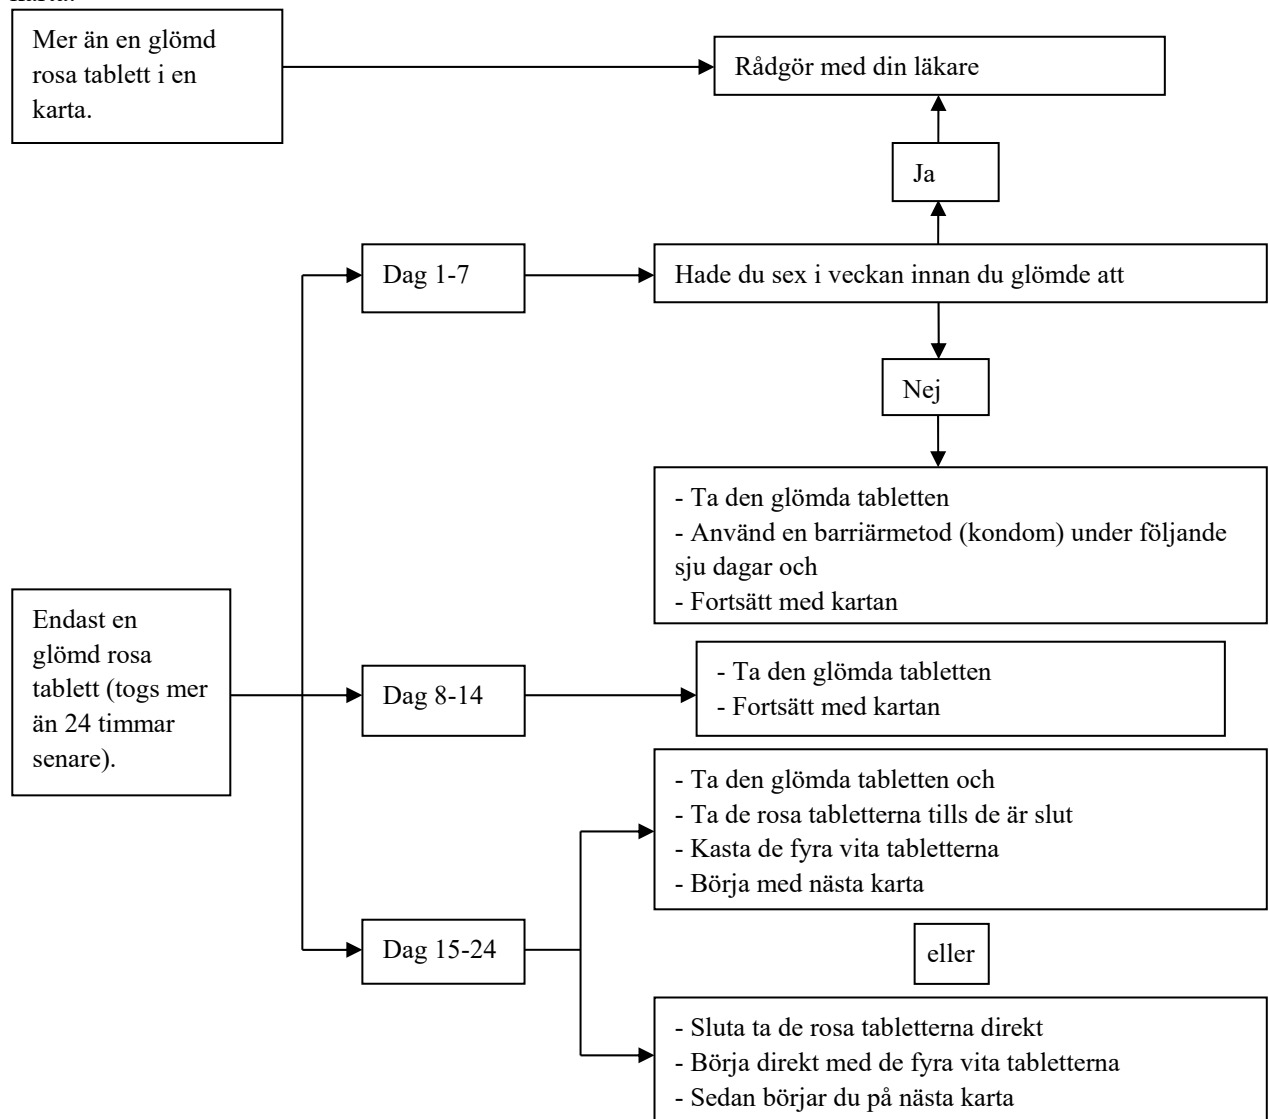 Mer än en glömd
rosa tablett i en
karta.
Rådgör med din läkare
Ja
Dag 1-7
Hade du sex i veckan innan du glömde att
Nej
- Ta den glömda tabletten
- Använd en barriärmetod (kondom) under följande
sju dagar och
- Fortsätt med kartan
Endast en
glömd rosa
tablett (togs mer
än 24 timmar
senare).
Dag 8-14
- Ta den glömda tabletten
- Fortsätt med kartan
- Ta den glömda tabletten och
- Ta de rosa tabletterna tills de är slut
- Kasta de fyra vita tabletterna
- Börja med nästa karta
Dag 15-24
eller
- Sluta ta de rosa tabletterna direkt
- Börja direkt med de fyra vita tabletterna
- Sedan börjar du på nästa karta